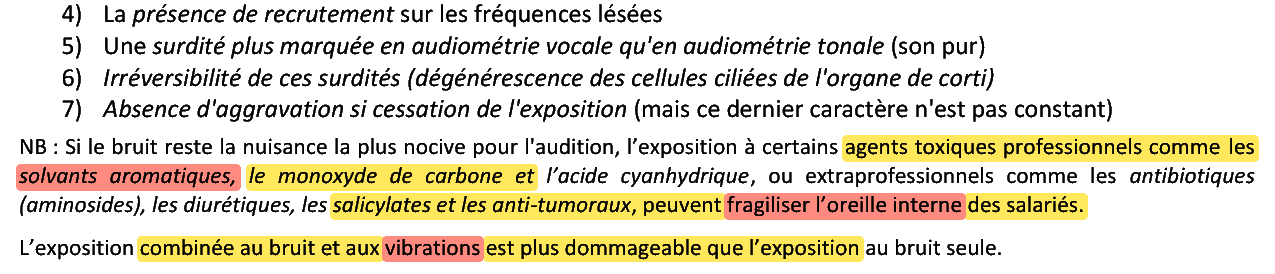 4) La présence de recrutement sur les fréquences lésées
5) Une surdité plus marquée en audiométrie vocale qu'en audiométrie tonale (son pur)
6) Irréversibilité de ces surdités (dégénérescence des cellules ciliées de l'organe de corti)
7) Absence d'aggravation si cessation de l'exposition (mais ce dernier caractère n'est pas constant)
NB : Si le bruit reste la nuisance la plus nocive pour l'audition, l'exposition à certains agents toxiques professionnels comme les
solvants aromatiques, le monoxyde de carbone et l'acide cyanhydrique, ou extraprofessionnels comme les antibiotiques
(aminosides), les diurétiques, les salicylates et les anti-tumoraux, peuvent fragiliser l'oreille interne des salariés.
L'exposition combinée au bruit et aux vibrations est plus dommageable que l'exposition au bruit seule.